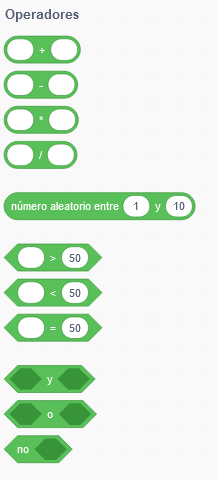 Operadores
+
-
*
/
número aleatorio entre 1 y 10
> 50
< 50
= 50
y
o
no